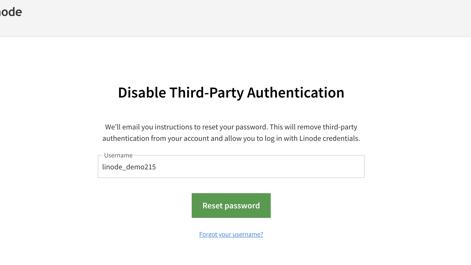 node
Disable Third-Party Authentication
We'll email you instructions to reset your password. This will remove third-party
authentication from your account and allow you to log in with Linode credentials.
Username
linode_demo215
Reset password
Forgot your username?